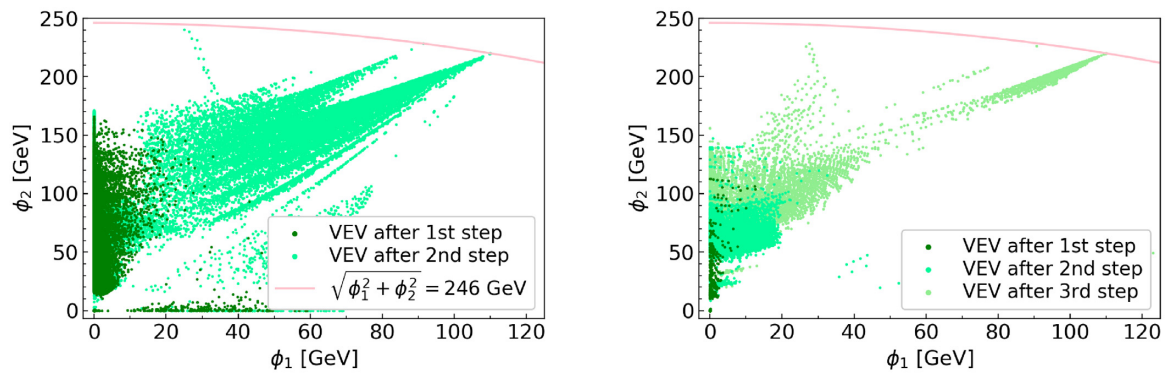 250
200
150
100
50
0
ϕ₂ [GeV]
0 20 40 60 80 100 120
ϕ₁ [GeV]
VEV after 1st step
VEV after 2nd step
√(ϕ₁² + ϕ₂²) = 246 GeV
250
200
150
100
50
0
ϕ₂ [GeV]
0 20 40 60 80 100 120
ϕ₁ [GeV]
VEV after 1st step
VEV after 2nd step
VEV after 3rd step